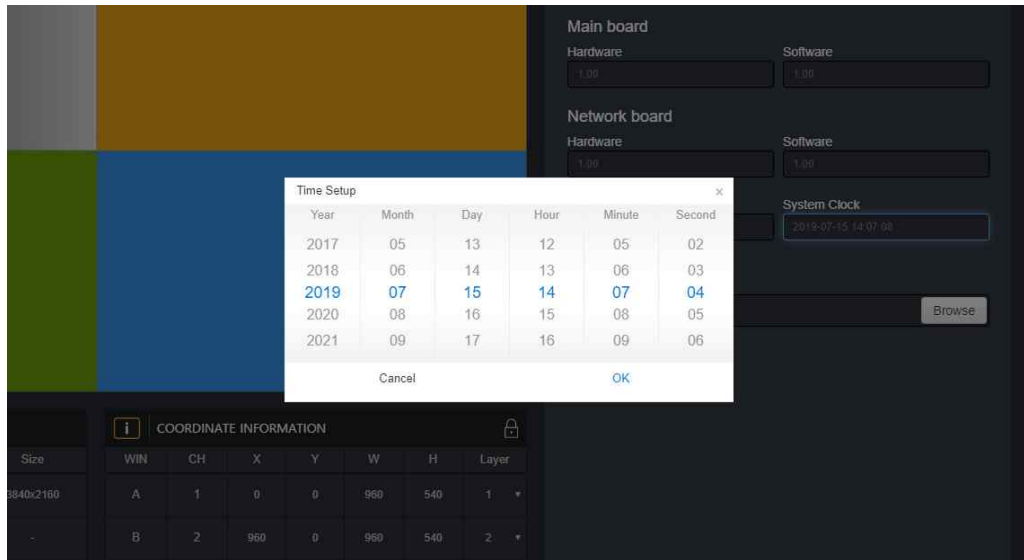 Main board
Hardware Software
1.00 1.00
Network board
Hardware Software
1.00 1.00
System Clock
2019-07-15 14:07:08
Browse
Time Setup ×
Year Month Day Hour Minute Second
2017 05 13 12 05 02
2018 06 14 13 06 03
2019 07 15 14 07 04
2020 08 16 15 08 05
2021 09 17 16 09 06
Cancel OK
i COORDINATE INFORMATION
Size WIN CH X Y W H Layer
3840x2160 A 1 0 0 960 540 1
- B 2 960 0 960 540 2